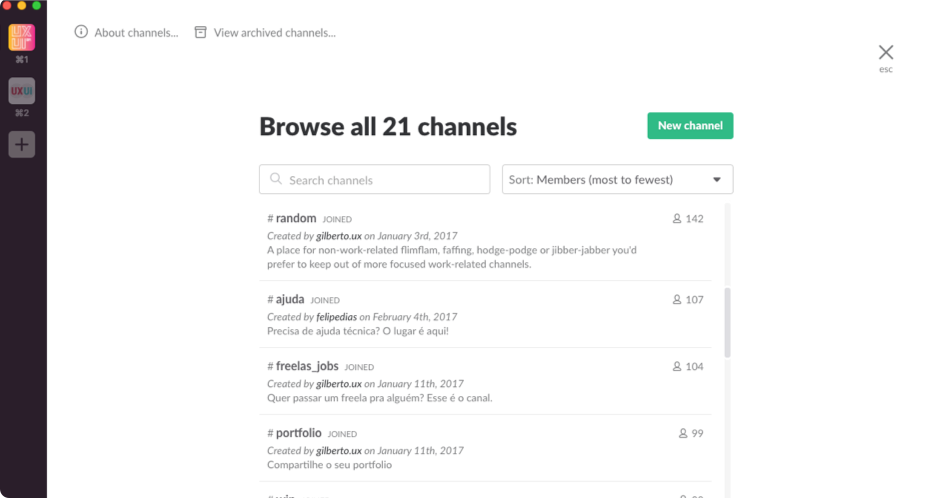 About channels...
View archived channels...
UX
UR
⌘1
esc
UXUI
⌘2
Browse all 21 channels
New channel
Search channels
Sort: Members (most to fewest)
# random JOINED
142
Created by gilberto.ux on January 3rd, 2017
A place for non-work-related flimflam, faffing, hodge-podge or jibber-jabber you'd
prefer to keep out of more focused work-related channels.
# ajuda JOINED
107
Created by felipedias on February 4th, 2017
Precisa de ajuda técnica? O lugar é aqui!
# freelas_jobs JOINED
104
Created by gilberto.ux on January 11th, 2017
Quer passar um freela pra alguém? Esse é o canal.
# portfolio JOINED
99
Created by gilberto.ux on January 11th, 2017
Compartilhe o seu portfolio